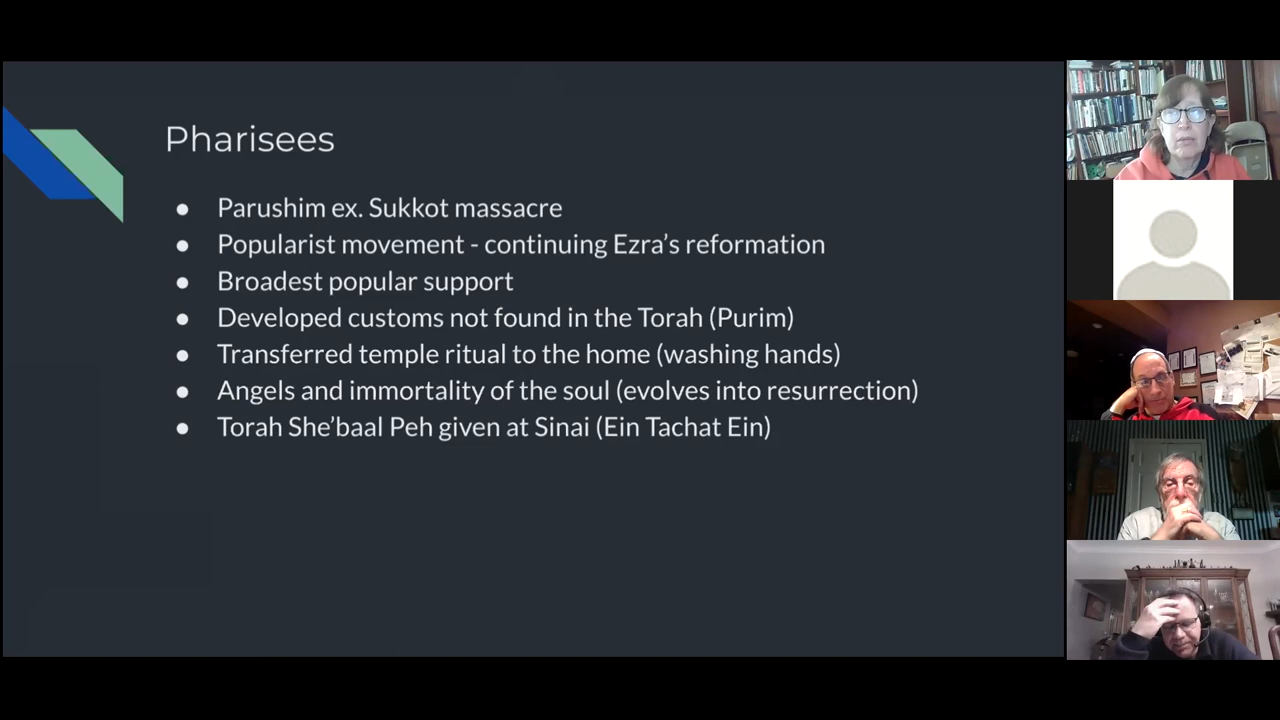 Pharisees
● Parushim ex. Sukkot massacre
● Popularist movement - continuing Ezra’s reformation
● Broadest popular support
● Developed customs not found in the Torah (Purim)
● Transferred temple ritual to the home (washing hands)
● Angels and immortality of the soul (evolves into resurrection)
● Torah She’baal Peh given at Sinai (Ein Tachat Ein)